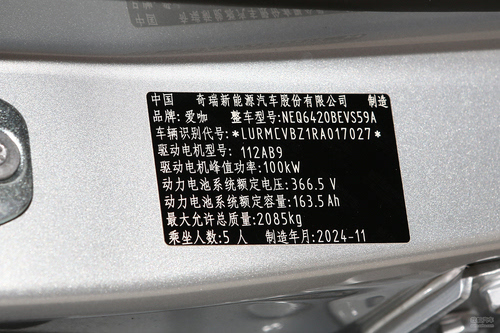 中国 奇瑞新能源汽车股份有限公司 制造
品牌: 爱咖 整车型号: NEQ6420BEVS59A
车辆识别代号: *LURMCVBZ1RA017027*
驱动电机型号: 112AB9
驱动电机峰值功率: 100kW
动力电池系统额定电压: 366.5 V
动力电池系统额定容量: 163.5Ah
最大允许总质量: 2085kg
乘坐人数: 5 人 制造年月: 2024-11